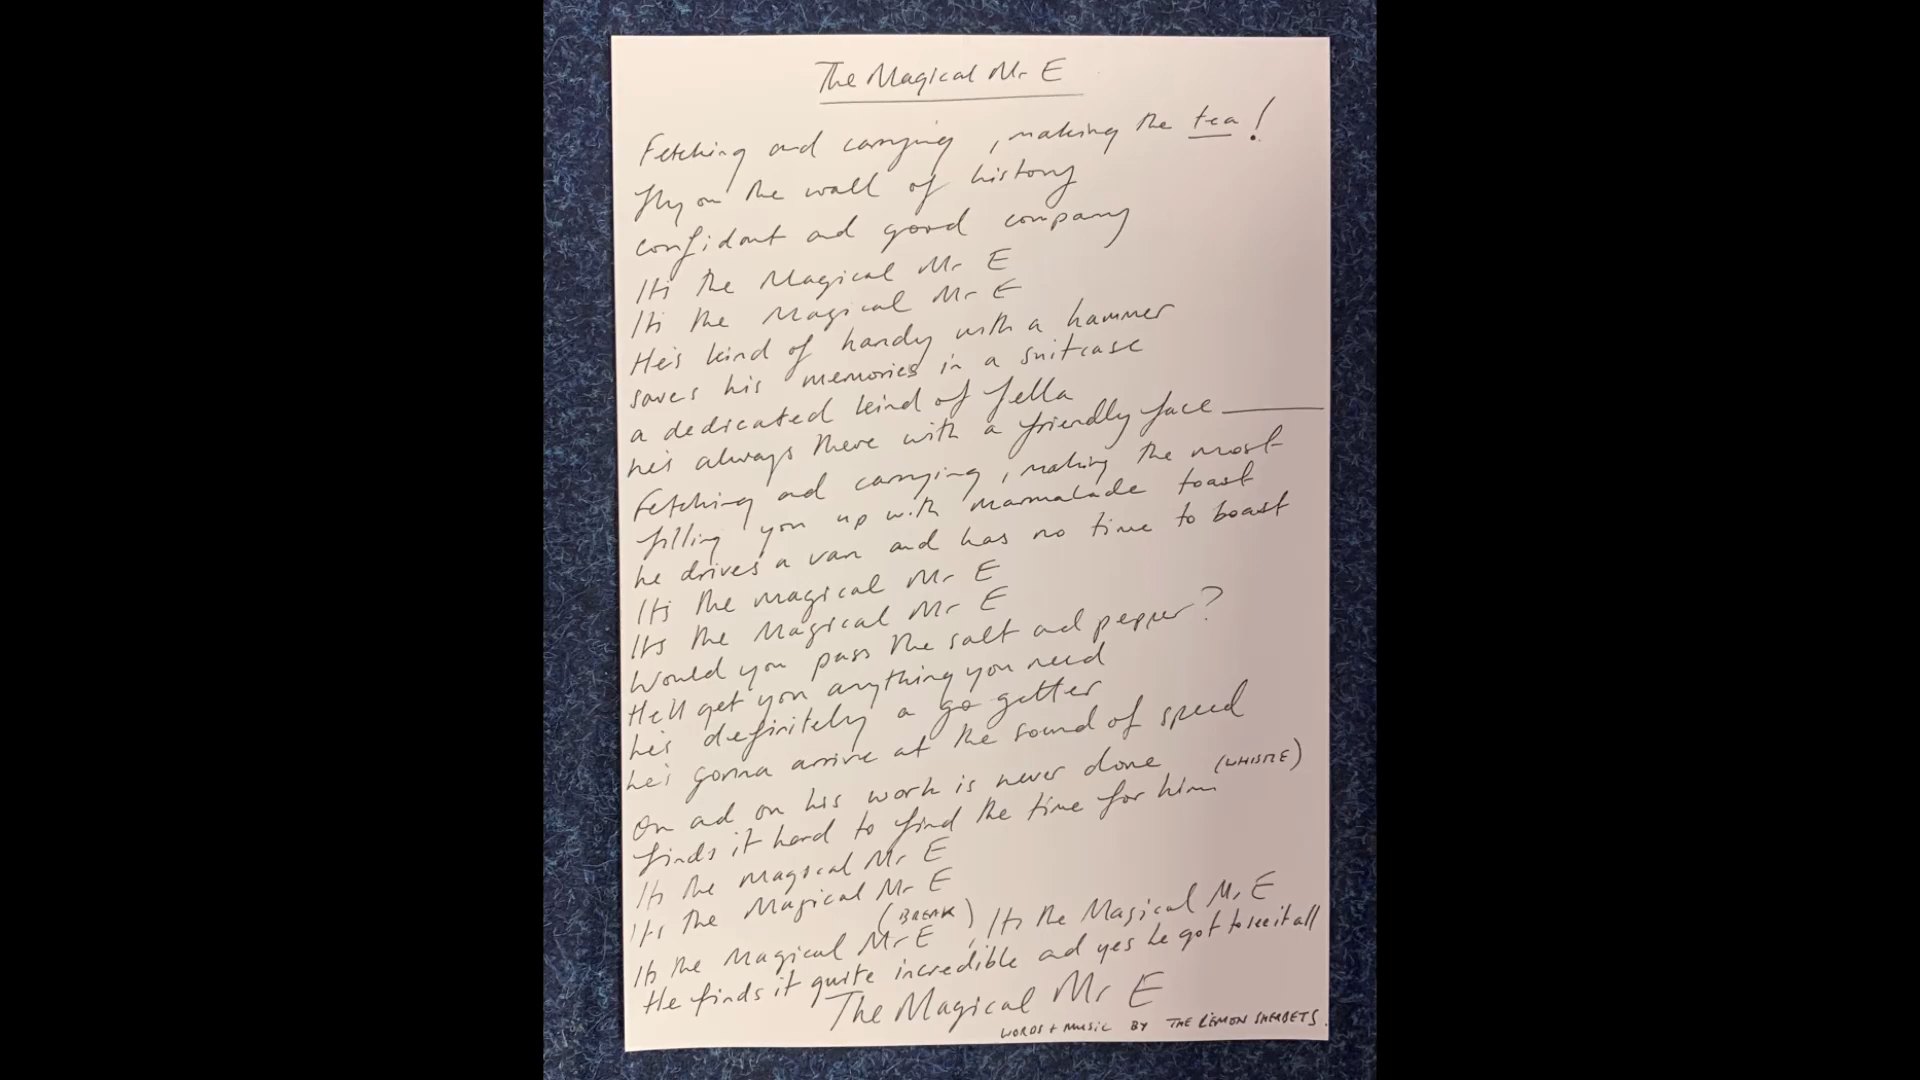 The Magical Mr E
Fetching and carrying, making the tea!
fly on the wall of history
confidant and good company
It's the Magical Mr E
It's the Magical Mr E
He's kind of handy with a hammer
saves his memories in a suitcase
a dedicated kind of fella
he's always there with a friendly face
Fetching and carrying, making the most
filling you up with marmalade toast
he drives a van and has no time to boast
It's the magical Mr E
It's the Magical Mr E
Would you pass the salt and pepper?
He'll get you anything you need
he's definitely a go getter
he's gonna arrive at the sound of speed
On and on his work is never done (WHISTLE)
finds it hard to find the time for him
It's the Magical Mr E
It's the Magical Mr E
(BREAK)
It's the Magical Mr E, It's the Magical Mr E
He finds it quite incredible and yes he got to see it all
The Magical Mr E
WORDS + MUSIC BY THE LEMON SHERBETS.